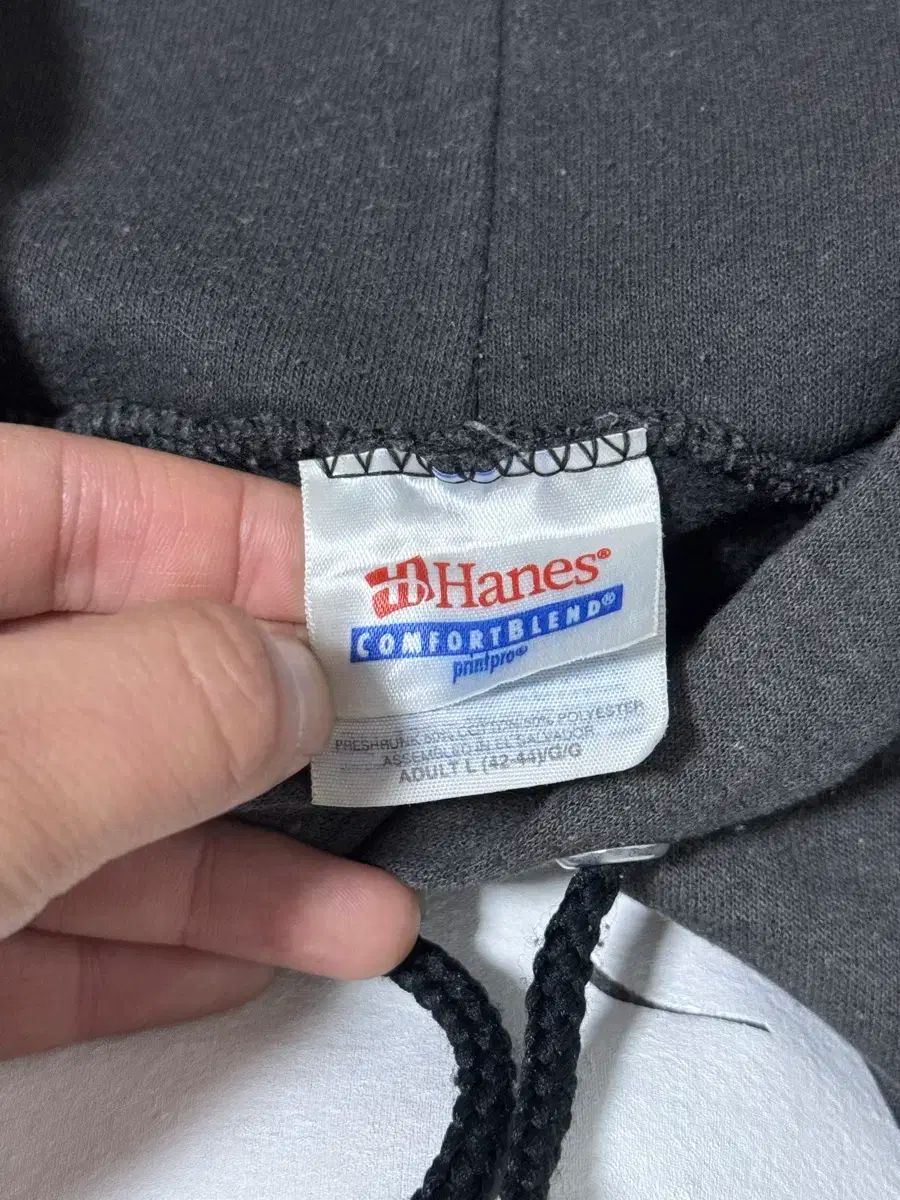 Hanes®
COMFORTBLEND®
printpro®
PRESHRUNK 50% COTTON/50% POLYESTER
ASSEMBLED IN EL SALVADOR
ADULT L (42-44)/G/G